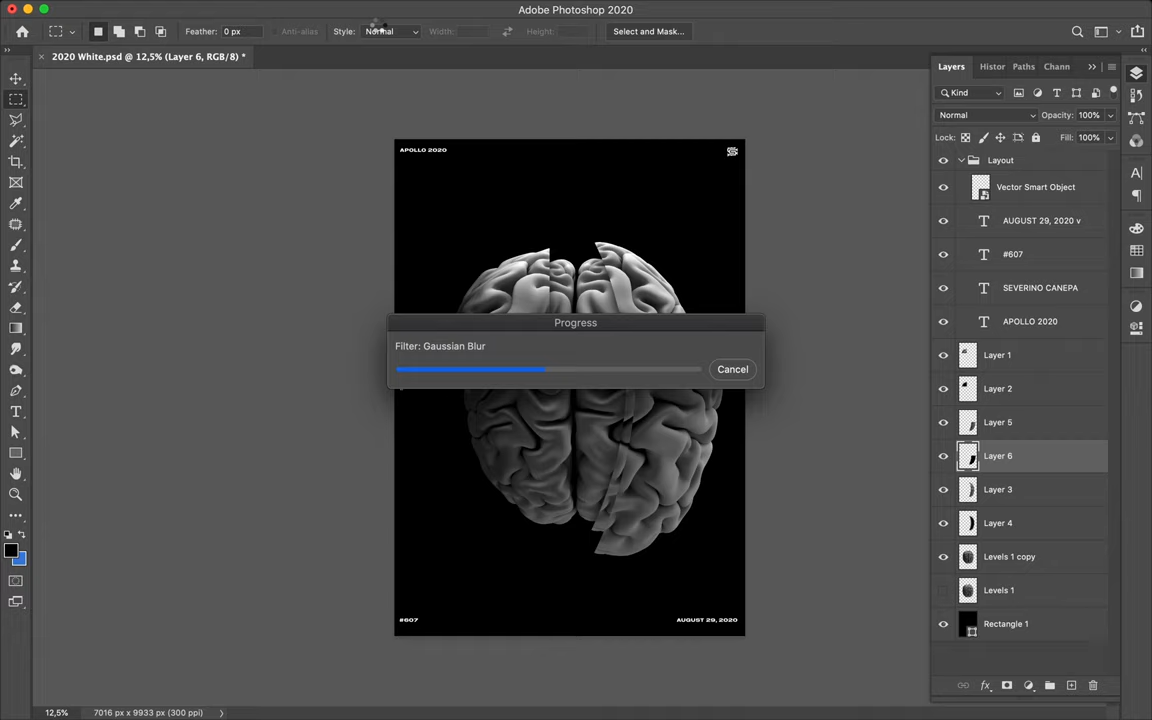 Adobe Photoshop 2020
Feather: 0 px
Anti-alias
Style: Normal
Width:
Height:
Select and Mask...
2020 White.psd @ 12,5% (Layer 6, RGB/8) *
Layers
Histor
Paths
Chann
Kind
Normal
Opacity: 100%
Lock:
Fill: 100%
Layout
Vector Smart Object
AUGUST 29, 2020 v
#607
SEVERINO CANEPA
APOLLO 2020
Layer 1
Layer 2
Layer 5
Layer 6
Layer 3
Layer 4
Levels 1 copy
Levels 1
Rectangle 1
APOLLO 2020
Progress
Filter: Gaussian Blur
Cancel
#607
AUGUST 29, 2020
12,5%
7016 px x 9933 px (300 ppi)